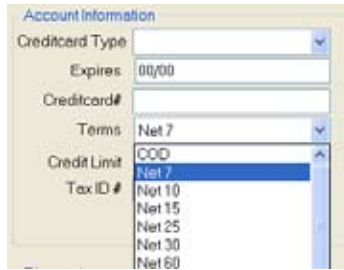 Account Information
Creditcard Type
Expires 00/00
Creditcard#
Terms Net 7
Credit Limit COD
Net 7
Tax ID # Net 10
Net 15
Net 25
Net 30
Net 60